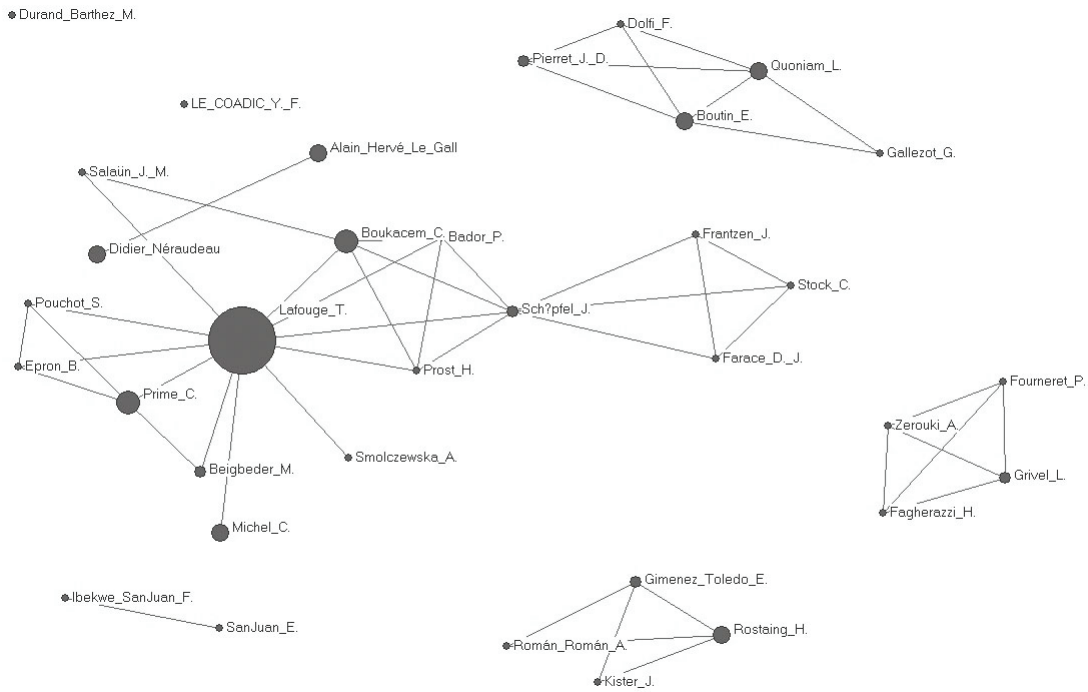 Durand_Barthez_M.
Dolfi_F.
Pierret_J._D.
Quoniam_L.
LE_COADIC_Y._F.
Boutin_E.
Alain_Hervé_Le_Gall
Gallezot_G.
Salaün_J._M.
Boukacem_C.
Bador_P.
Frantzen_J.
Didier_Néraudeau
Stock_C.
Pouchot_S.
Lafouge_T.
Sch?pfel_J.
Farace_D._J.
Epron_B.
Prost_H.
Fourneret_P.
Prime_C.
Zerouki_A.
Smolczewska_A.
Beigbeder_M.
Grivel_L.
Fagherazzi_H.
Michel_C.
Gimenez_Toledo_E.
Ibekwe_SanJuan_F.
SanJuan_E.
Rostaing_H.
Román_Román_A.
Kister_J.